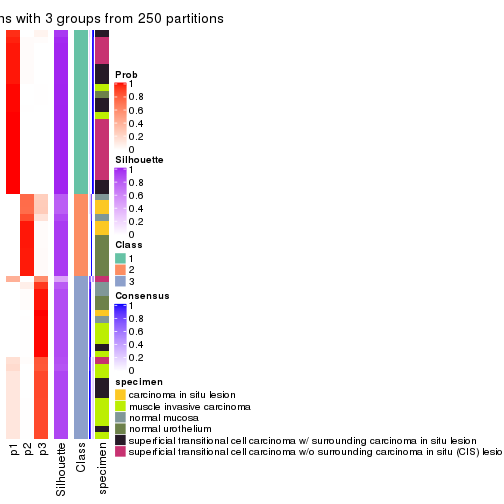 ns with 3 groups from 250 partitions
Prob
1
0.8
0.6
0.4
0.2
0
Silhouette
1
0.8
0.6
0.4
0.2
0
Class
1
2
3
Consensus
1
0.8
0.6
0.4
0.2
0
specimen
carcinoma in situ lesion
muscle invasive carcinoma
normal mucosa
normal urothelium
superficial transitional cell carcinoma w/ surrounding carcinoma in situ lesion
superficial transitional cell carcinoma w/o surrounding carcinoma in situ (CIS) lesio
p1
p2
p3
Silhouette
Class
specimen